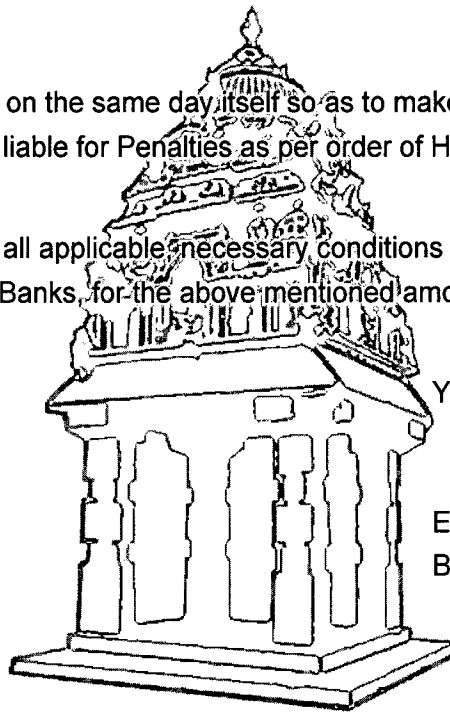 on the same day itself so as to make
liable for Penalties as per order of H
all applicable necessary conditions
Banks, for the above mentioned amo
Y
E
B